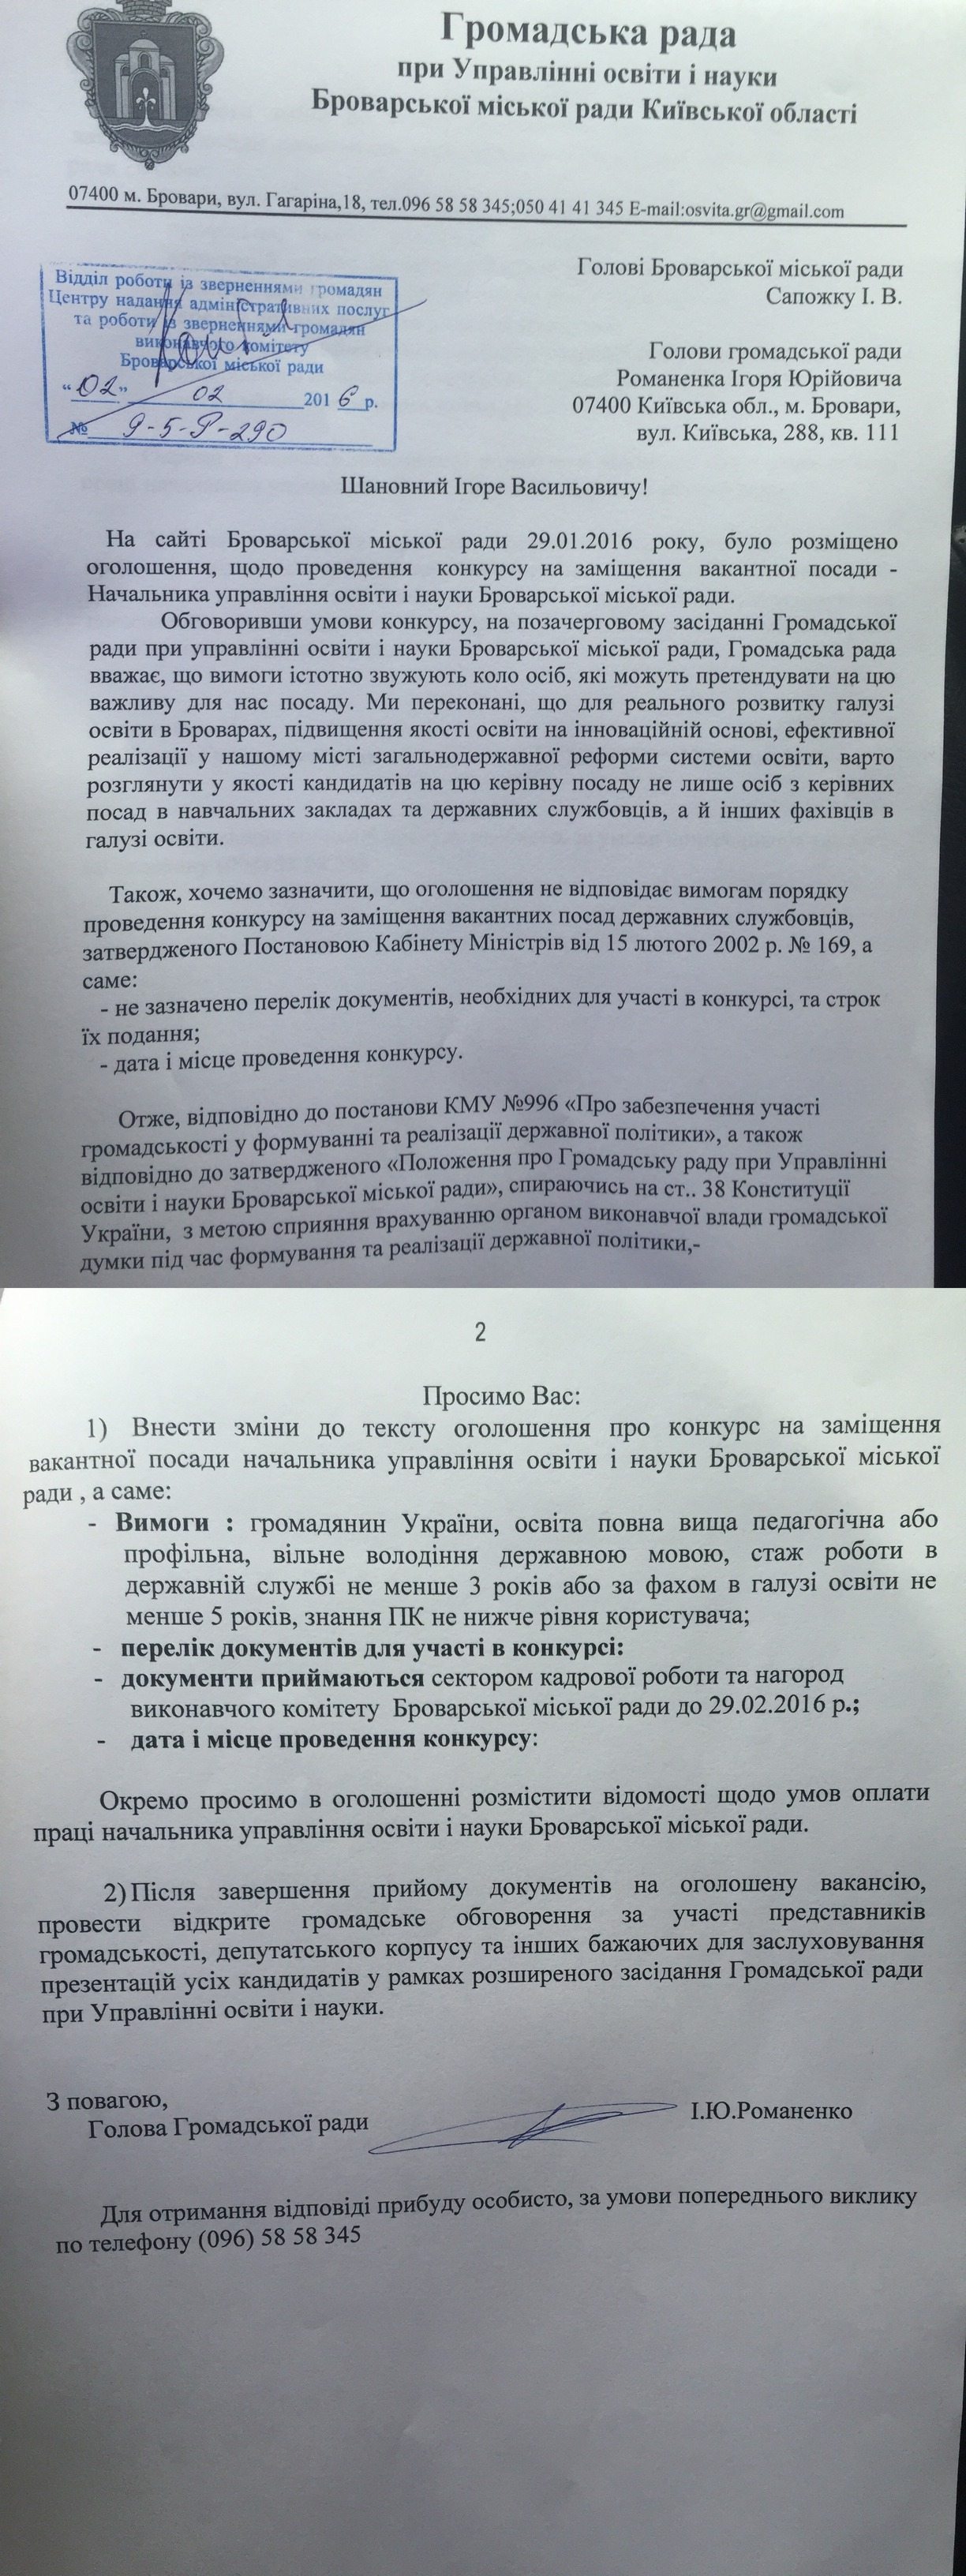 Громадська рада
при Управлінні освіти і науки
Броварської міської ради Київської області
07400 м. Бровари, вул. Гагаріна,18, тел.096 58 58 345;050 41 41 345 E-mail:osvita.gr@gmail.com
Відділ роботи із зверненнями громадян
Центру надання адміністративних послуг
та роботи із зверненнями громадян
виконавчого комітету
Броварської міської ради
"02" 02 2016 р.
№ 9-5-Р-290
Голові Броварської міської ради
Сапожку І. В.
Голови громадської ради
Романенка Ігоря Юрійовича
07400 Київська обл., м. Бровари,
вул. Київська, 288, кв. 111
Шановний Ігоре Васильовичу!
На сайті Броварської міської ради 29.01.2016 року, було розміщено
оголошення, щодо проведення конкурсу на заміщення вакантної посади -
Начальника управління освіти і науки Броварської міської ради.
Обговоривши умови конкурсу, на позачерговому засіданні Громадської
ради при управлінні освіти і науки Броварської міської ради, Громадська рада
вважає, що вимоги істотно звужують коло осіб, які можуть претендувати на цю
важливу для нас посаду. Ми переконані, що для реального розвитку галузі
освіти в Броварах, підвищення якості освіти на інноваційній основі, ефективної
реалізації у нашому місті загальнодержавної реформи системи освіти, варто
розглянути у якості кандидатів на цю керівну посаду не лише осіб з керівних
посад в навчальних закладах та державних службовців, а й інших фахівців в
галузі освіти.
Також, хочемо зазначити, що оголошення не відповідає вимогам порядку
проведення конкурсу на заміщення вакантних посад державних службовців,
затвердженого Постановою Кабінету Міністрів від 15 лютого 2002 р. № 169, а
саме:
- не зазначено перелік документів, необхідних для участі в конкурсі, та строк
їх подання;
- дата і місце проведення конкурсу.
Отже, відповідно до постанови КМУ №996 «Про забезпечення участі
громадськості у формуванні та реалізації державної політики», а також
відповідно до затвердженого «Положення про Громадську раду при Управлінні
освіти і науки Броварської міської ради», спираючись на ст.. 38 Конституції
України, з метою сприяння врахуванню органом виконавчої влади громадської
думки під час формування та реалізації державної політики,-
2
Просимо Вас:
1) Внести зміни до тексту оголошення про конкурс на заміщення
вакантної посади начальника управління освіти і науки Броварської міської
ради , а саме:
- Вимоги : громадянин України, освіта повна вища педагогічна або
профільна, вільне володіння державною мовою, стаж роботи в
державній службі не менше 3 років або за фахом в галузі освіти не
менше 5 років, знання ПК не нижче рівня користувача;
- перелік документів для участі в конкурсі:
- документи приймаються сектором кадрової роботи та нагород
виконавчого комітету Броварської міської ради до 29.02.2016 р.;
- дата і місце проведення конкурсу:
Окремо просимо в оголошенні розмістити відомості щодо умов оплати
праці начальника управління освіти і науки Броварської міської ради.
2) Після завершення прийому документів на оголошену вакансію,
провести відкрите громадське обговорення за участі представників
громадськості, депутатського корпусу та інших бажаючих для заслуховування
презентацій усіх кандидатів у рамках розширеного засідання Громадської ради
при Управлінні освіти і науки.
З повагою,
Голова Громадської ради
І.Ю.Романенко
Для отримання відповіді прибуду особисто, за умови попереднього виклику
по телефону (096) 58 58 345